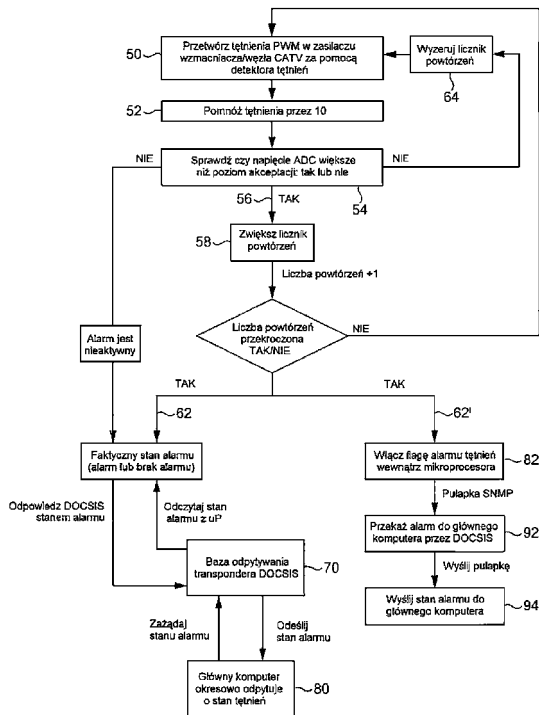 50
Przetwórz tętnienia PWM w zasilaczu
wzmacniacza/węzła CATV za pomocą
detektora tętnień
Wyzeruj licznik
powtórzeń
64
52
Pomnóż tętnienia przez 10
NIE
Sprawdź czy napięcie ADC większe
niż poziom akceptacji: tak lub nie
NIE
56
TAK
54
58
Zwiększ licznik
powtórzeń
Liczba powtórzeń +1
Liczba powtórzeń
przekroczona
TAK/NIE
NIE
Alarm jest
nieaktywny
TAK
TAK
62
62'
Faktyczny stan alarmu
(alarm lub brak alarmu)
Włącz flagę alarmu tętnień
wewnątrz mikroprocesora
82
Odpowiedz DOCSIS
stanem alarmu
Odczytaj stan
alarmu z uP
Pułapka SNMP
Przekaż alarm do głównego
komputera przez DOCSIS
92
Baza odpytywania
transpondera DOCSIS
70
Wyślij pułapkę
Wyślij stan alarmu do
głównego komputera
94
Zażądaj
stanu alarmu
Odeślij
stan alarmu
Główny komputer
okresowo odpytuje
o stan tętnień
80